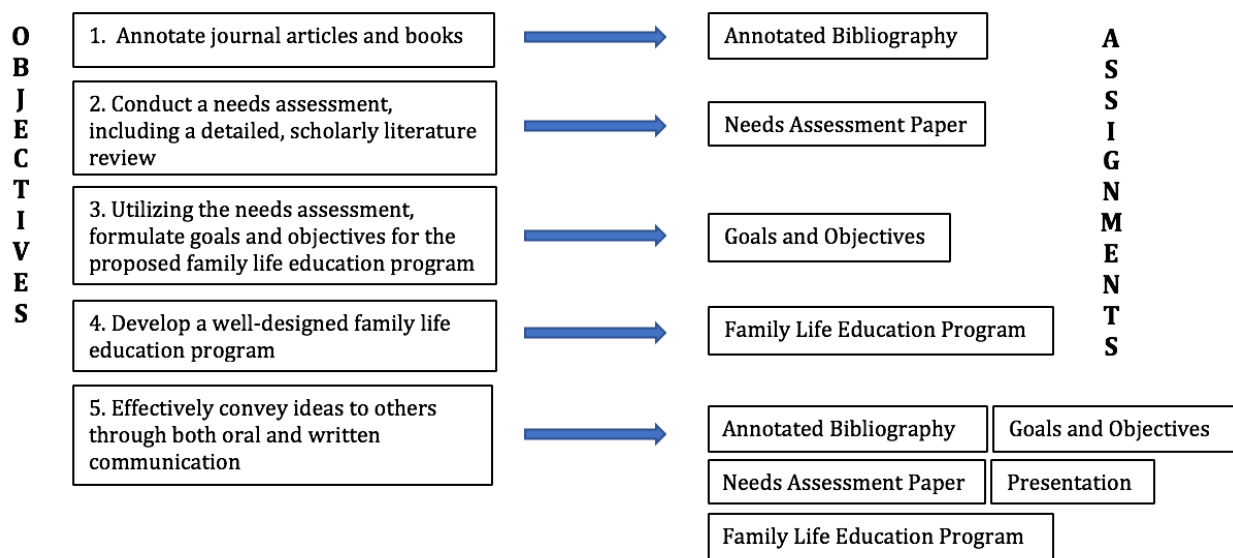 OBJECTIVES
1. Annotate journal articles and books
Annotated Bibliography
2. Conduct a needs assessment,
including a detailed, scholarly literature
review
Needs Assessment Paper
3. Utilizing the needs assessment,
formulate goals and objectives for the
proposed family life education program
Goals and Objectives
4. Develop a well-designed family life
education program
Family Life Education Program
5. Effectively convey ideas to others
through both oral and written
communication
Annotated Bibliography
Goals and Objectives
Needs Assessment Paper
Presentation
Family Life Education Program
ASSIGNMENTS